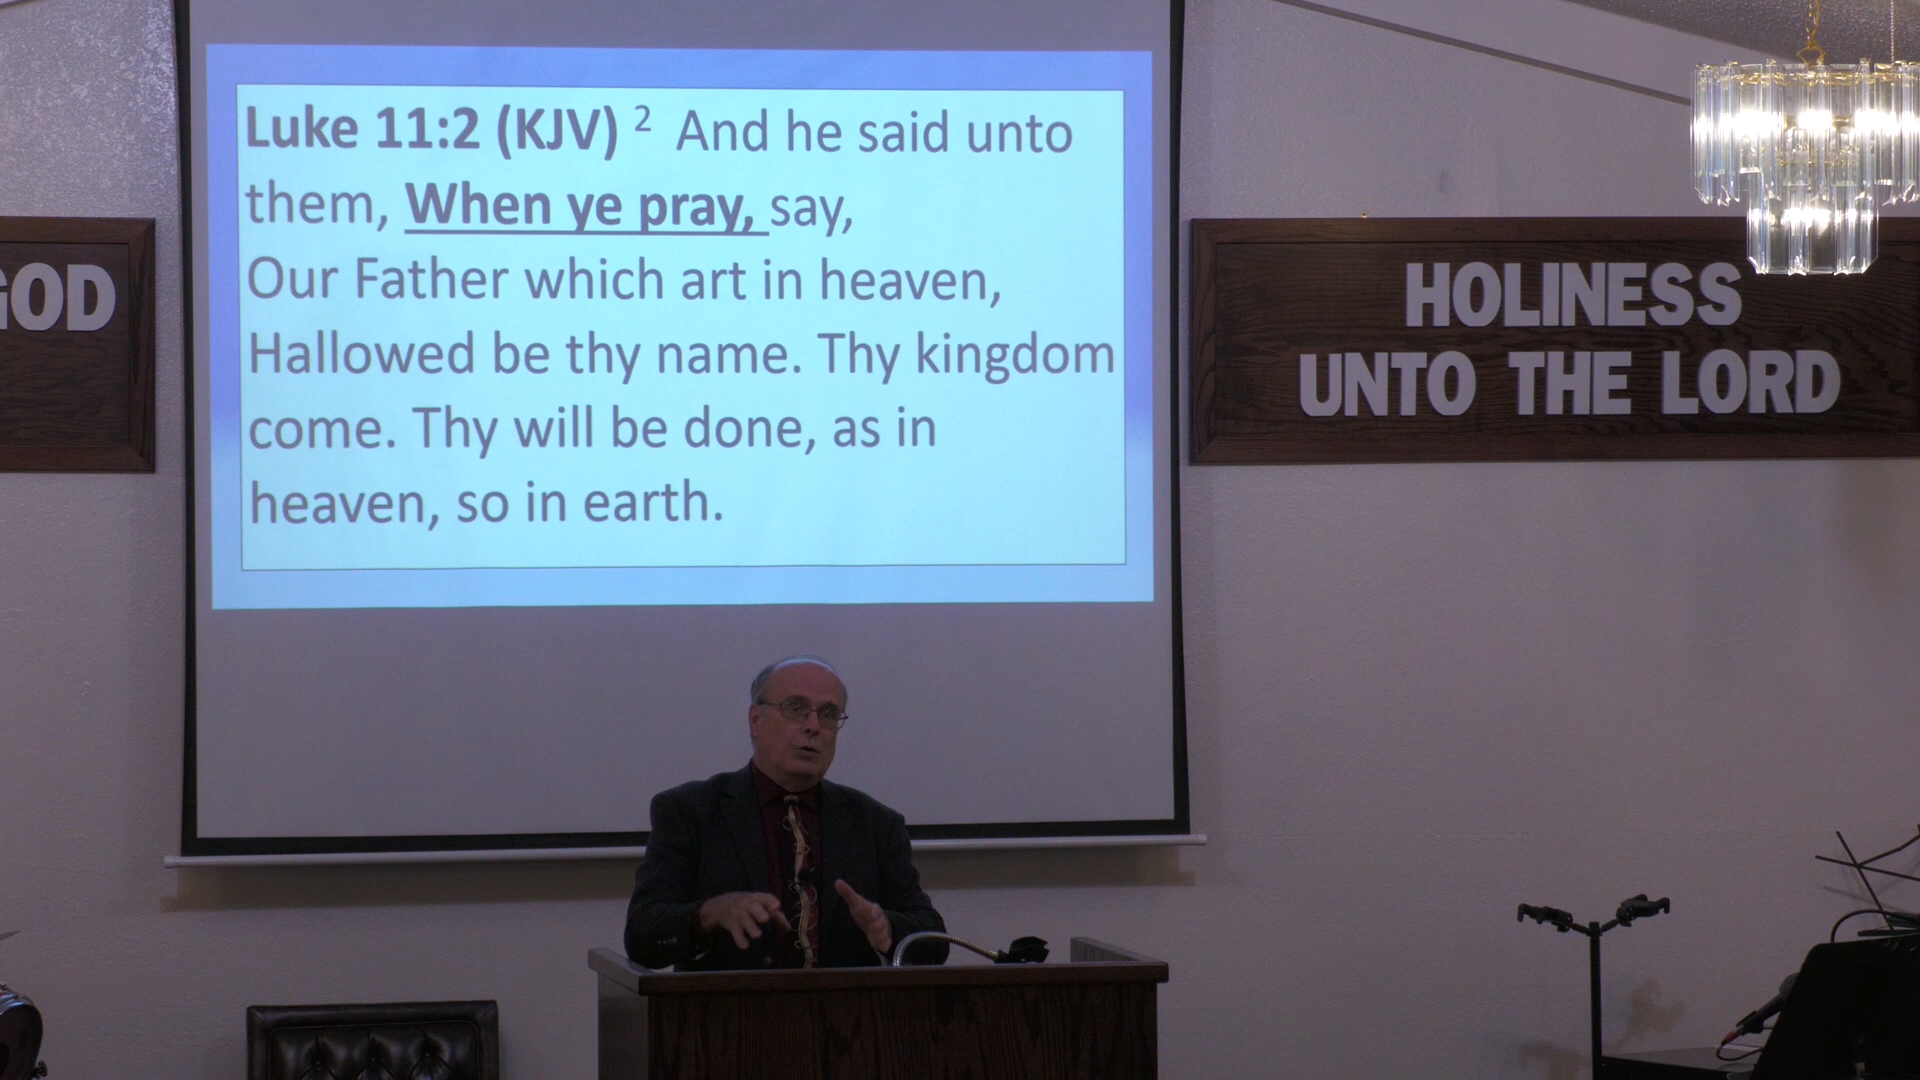 Luke 11:2 (KJV) 2 And he said unto
them, When ye pray, say,
Our Father which art in heaven,
Hallowed be thy name. Thy kingdom
come. Thy will be done, as in
heaven, so in earth.
GOD
HOLINESS
UNTO THE LORD